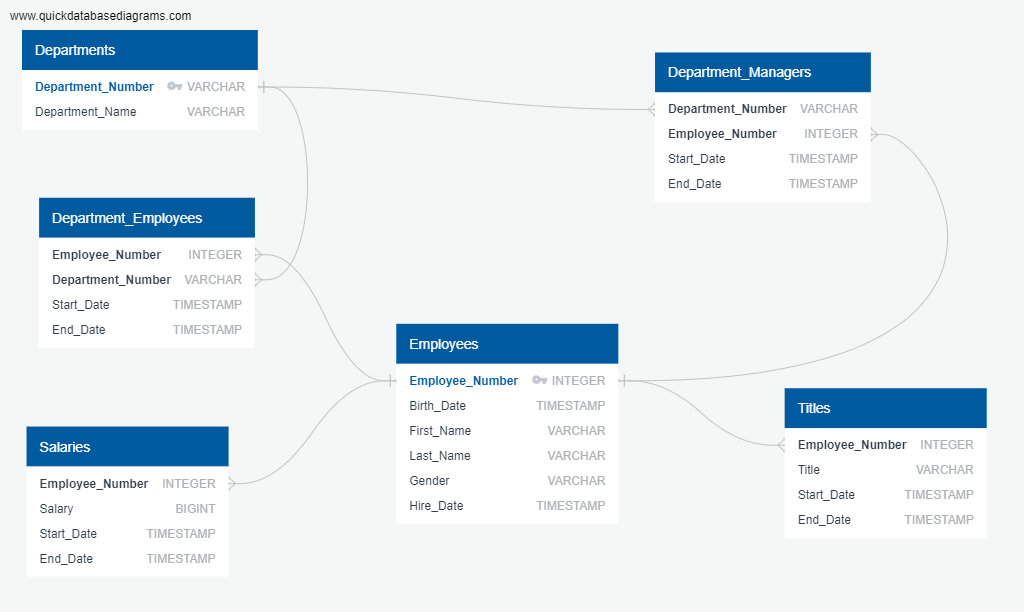 www.quickdatabasediagrams.com
Departments
Department_Number VARCHAR
Department_Name VARCHAR
Department_Managers
Department_Number VARCHAR
Employee_Number INTEGER
Start_Date TIMESTAMP
End_Date TIMESTAMP
Department_Employees
Employee_Number INTEGER
Department_Number VARCHAR
Start_Date TIMESTAMP
End_Date TIMESTAMP
Employees
Employee_Number INTEGER
Birth_Date TIMESTAMP
First_Name VARCHAR
Last_Name VARCHAR
Gender VARCHAR
Hire_Date TIMESTAMP
Titles
Employee_Number INTEGER
Title VARCHAR
Start_Date TIMESTAMP
End_Date TIMESTAMP
Salaries
Employee_Number INTEGER
Salary BIGINT
Start_Date TIMESTAMP
End_Date TIMESTAMP